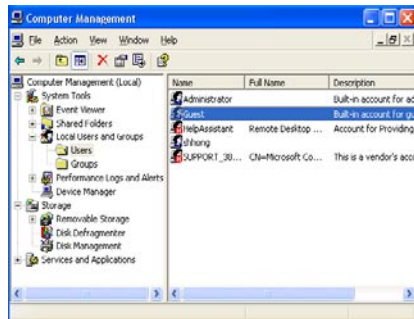 Computer Management
File Action View Window Help
Computer Management (Local)
System Tools
Event Viewer
Shared Folders
Local Users and Groups
Users
Groups
Performance Logs and Alerts
Device Manager
Storage
Removable Storage
Disk Defragmenter
Disk Management
Services and Applications
Name Full Name Description
Administrator Built-in account for ad
Guest Built-in account for gu
HelpAssistant Remote Desktop ... Account for Providing
shhong
SUPPORT_38... CN=Microsoft Co... This is a vendor's acco